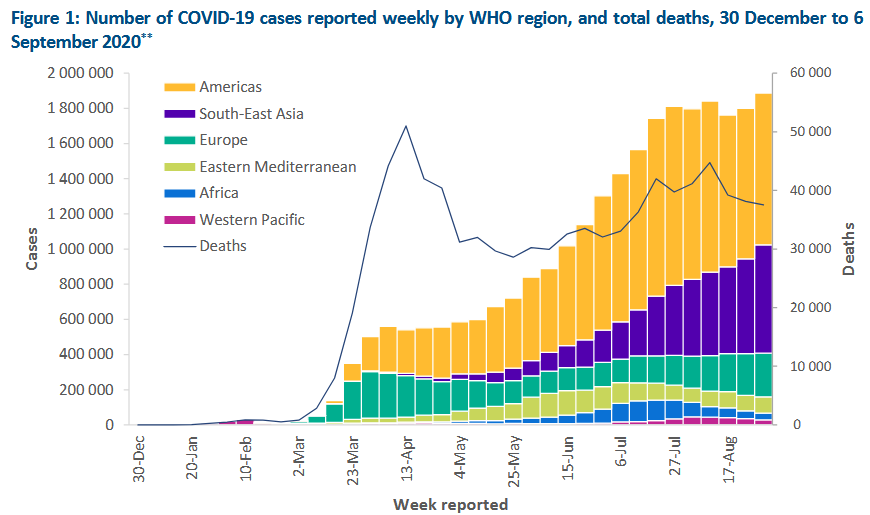 Figure 1: Number of COVID-19 cases reported weekly by WHO region, and total deaths, 30 December to 6
September 2020**
2 000 000
1 800 000
1 600 000
1 400 000
1 200 000
1 000 000
800 000
600 000
400 000
200 000
0
Cases
Americas
South-East Asia
Europe
Eastern Mediterranean
Africa
Western Pacific
Deaths
60 000
50 000
40 000
30 000
20 000
10 000
0
Deaths
30-Dec
20-Jan
10-Feb
2-Mar
23-Mar
13-Apr
4-May
25-May
15-Jun
6-Jul
27-Jul
17-Aug
Week reported